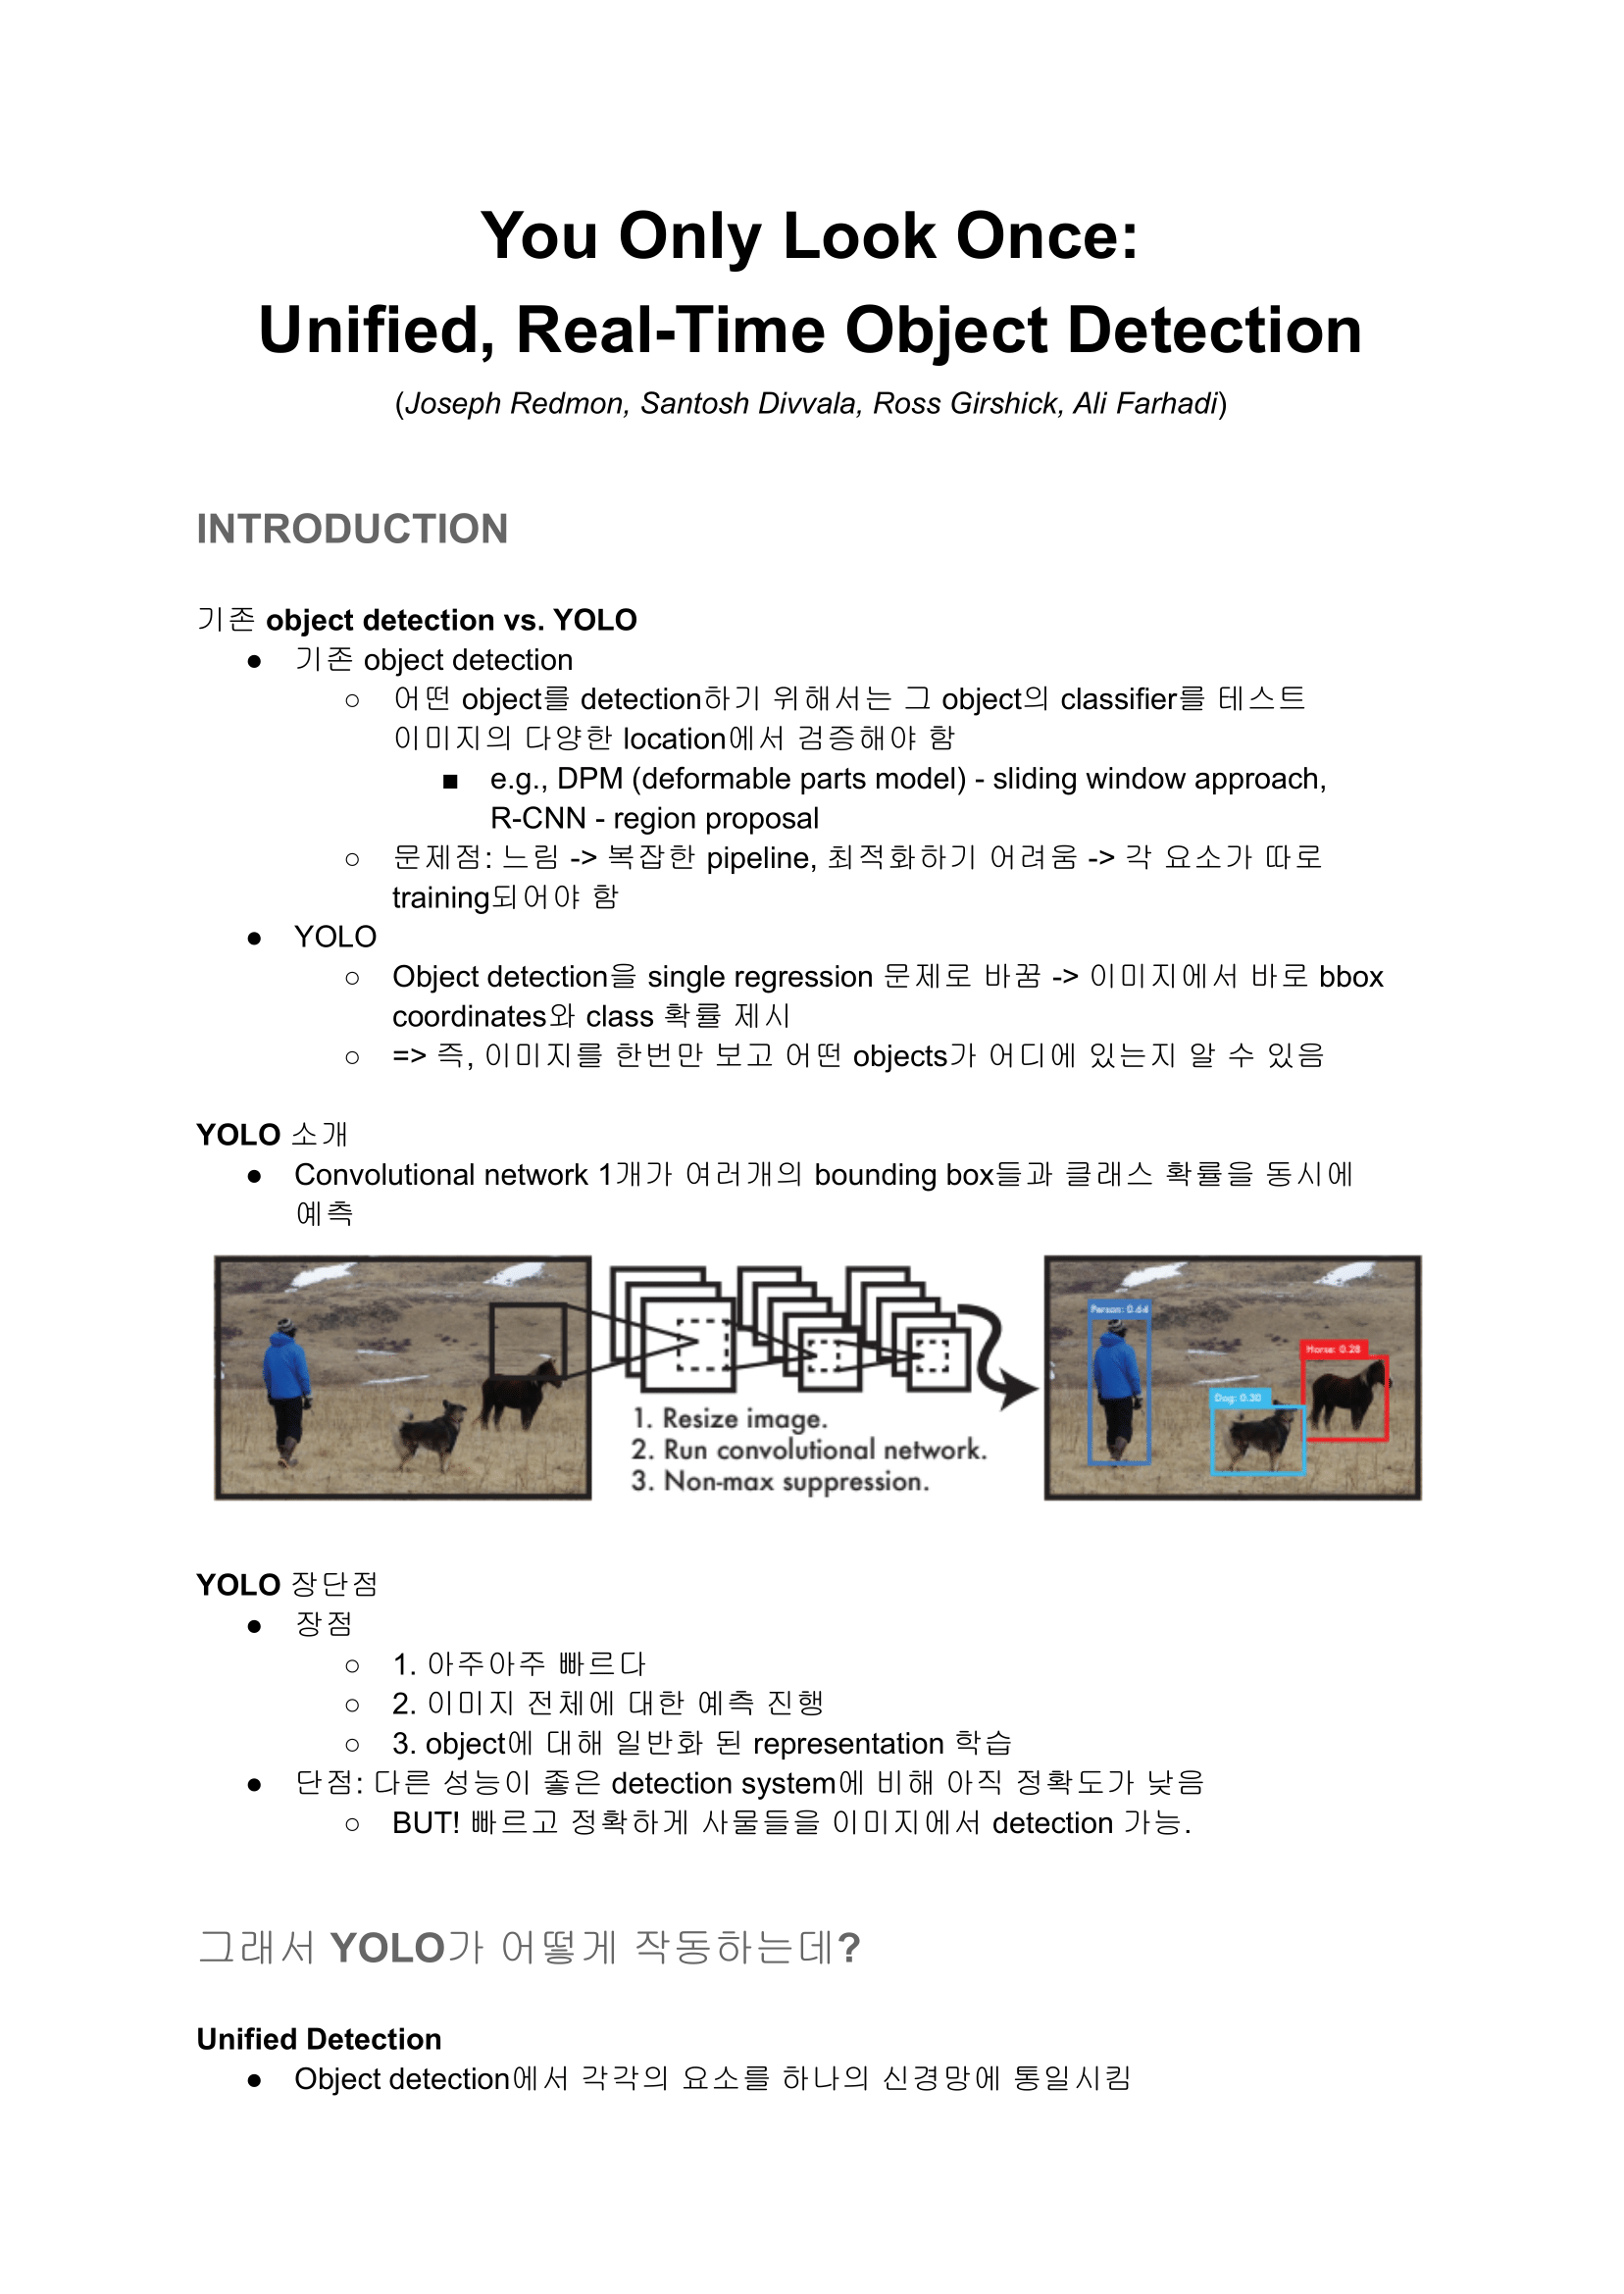 You Only Look Once:
Unified, Real-Time Object Detection
(Joseph Redmon, Santosh Divvala, Ross Girshick, Ali Farhadi)
INTRODUCTION
기존 object detection vs. YOLO
● 기존 object detection
○ 어떤 object를 detection하기 위해서는 그 object의 classifier를 테스트
이미지의 다양한 location에서 검증해야 함
■ e.g., DPM (deformable parts model) - sliding window approach,
R-CNN - region proposal
○ 문제점: 느림 -> 복잡한 pipeline, 최적화하기 어려움 -> 각 요소가 따로
training되어야 함
● YOLO
○ Object detection을 single regression 문제로 바꿈 -> 이미지에서 바로 bbox
coordinates와 class 확률 제시
○ => 즉, 이미지를 한번만 보고 어떤 objects가 어디에 있는지 알 수 있음
YOLO 소개
● Convolutional network 1개가 여러개의 bounding box들과 클래스 확률을 동시에
예측
1. Resize image.
2. Run convolutional network.
3. Non-max suppression.
Person: 0.64
Horse: 0.28
Dog: 0.30
YOLO 장단점
● 장점
○ 1. 아주아주 빠르다
○ 2. 이미지 전체에 대한 예측 진행
○ 3. object에 대해 일반화 된 representation 학습
● 단점: 다른 성능이 좋은 detection system에 비해 아직 정확도가 낮음
○ BUT! 빠르고 정확하게 사물들을 이미지에서 detection 가능.
그래서 YOLO가 어떻게 작동하는데?
Unified Detection
● Object detection에서 각각의 요소를 하나의 신경망에 통일시킴